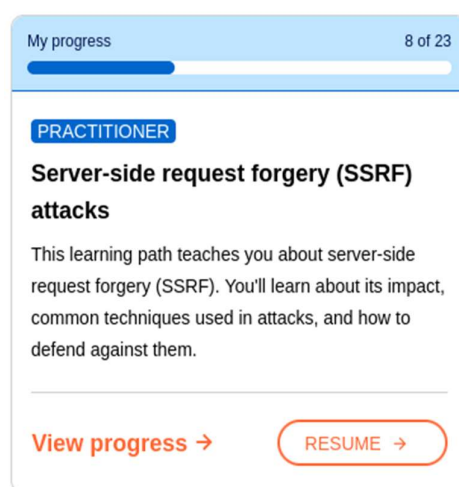 My progress 8 of 23
PRACTITIONER
Server-side request forgery (SSRF)
attacks
This learning path teaches you about server-side
request forgery (SSRF). You'll learn about its impact,
common techniques used in attacks, and how to
defend against them.
View progress → RESUME →